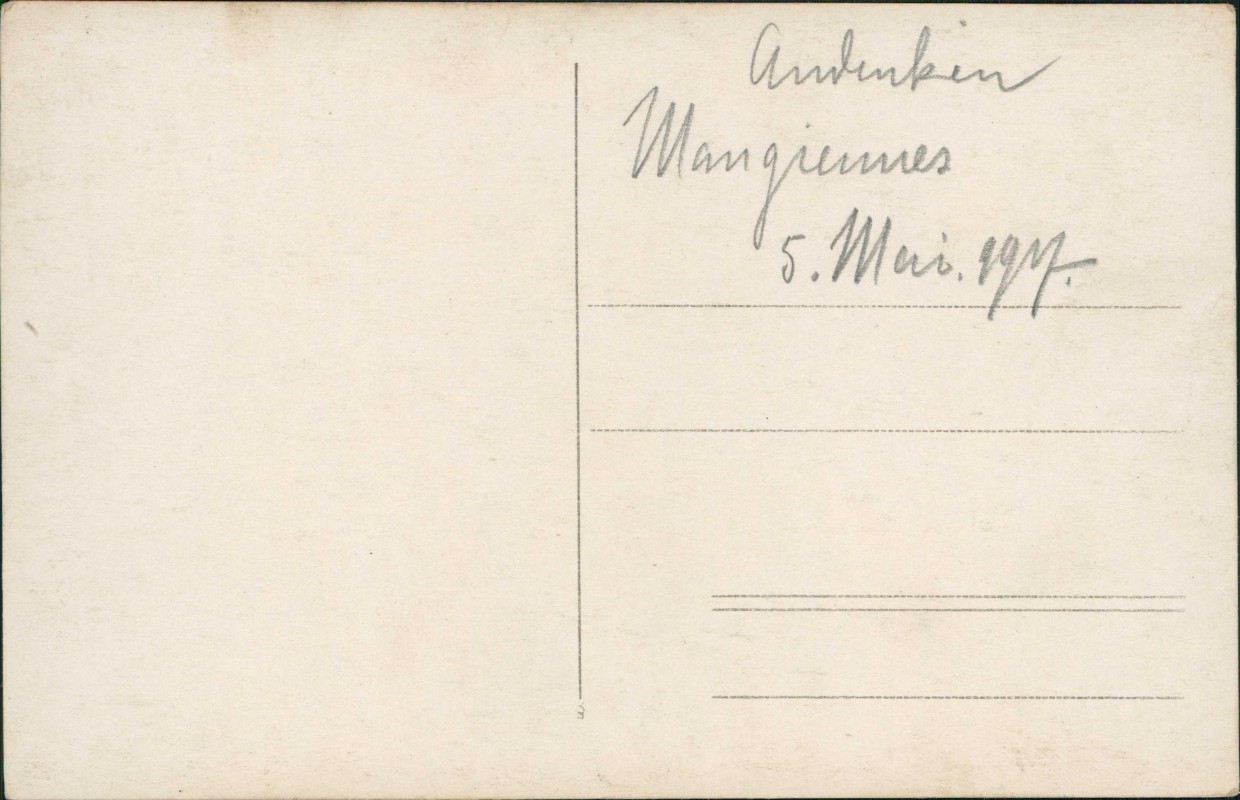 Andenken
Mangiennes
5. Mai. 1917.